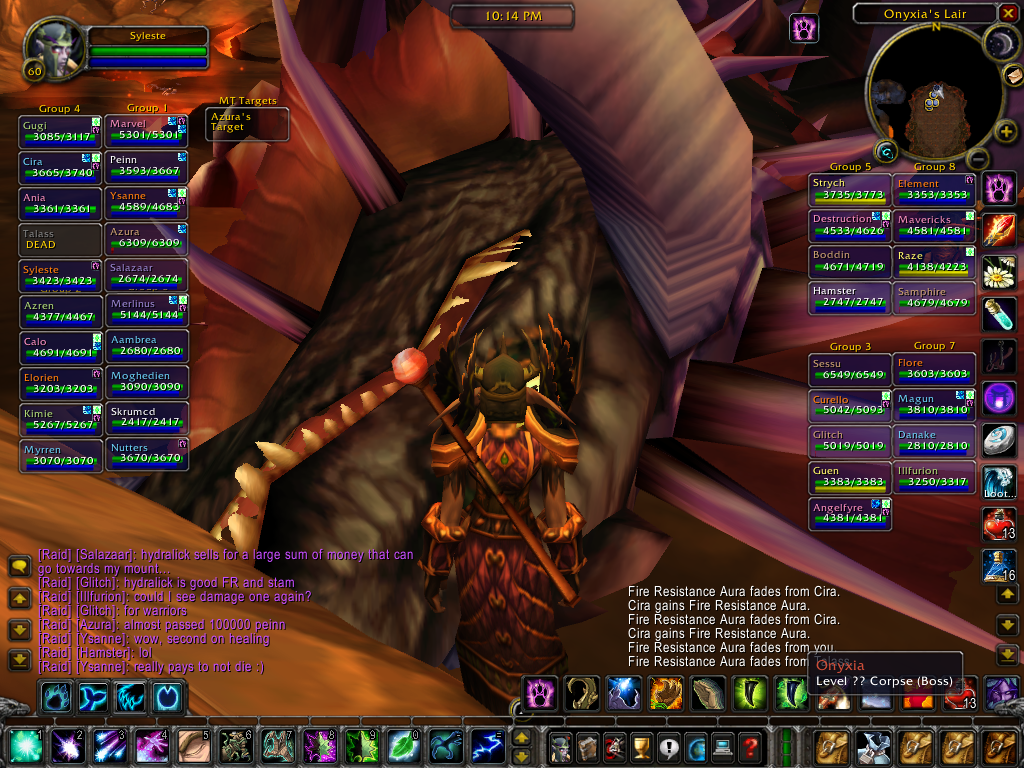 10:14 PM
Onyxia's Lair
N
Syleste
60
MT Targets
Azura's
Target
Group 4
Gugi
3085/3117
Cira
3665/3740
Ania
3361/3361
Talass
DEAD
Syleste
3423/3423
Azren
4377/4467
Calo
4691/4691
Elorien
3203/3203
Kimie
5267/5267
Myrren
3070/3070
Group 1
Marvel
5301/5301
Peinn
3593/3667
Ysanne
4589/4683
Azura
6309/6309
Salazaar
2674/2674
Merlinus
5144/5144
Aambrea
2680/2680
Moghedien
3090/3090
Skrumcd
2417/2417
Nutters
3670/3670
Group 5
Strych
3735/3773
Destruction
4533/4626
Boddin
4671/4719
Hamster
2747/2747
Group 8
Element
3353/3353
Mavericks
4581/4581
Raze
4138/4223
Samphire
4679/4679
Group 3
Sessu
6549/6549
Curello
5042/5093
Glitch
5019/5019
Guen
3383/3383
Angelfyre
4381/4381
Group 7
Flore
3603/3603
Magun
3810/3810
Danake
2810/2810
Illfurion
3250/3317
Loot...
13
16
[Raid] [Salazaar]: hydralick sells for a large sum of money that can
go towards my mount...
[Raid] [Glitch]: hydralick is good FR and stam
[Raid] [Illfurion]: could I see damage one again?
[Raid] [Glitch]: for warriors
[Raid] [Azura]: almost passed 100000 peinn
[Raid] [Ysanne]: wow, second on healing
[Raid] [Hamster]: lol
[Raid] [Ysanne]: really pays to not die :)
Fire Resistance Aura fades from Cira.
Cira gains Fire Resistance Aura.
Fire Resistance Aura fades from Cira.
Cira gains Fire Resistance Aura.
Fire Resistance Aura fades from you.
Fire Resistance Aura fades from Talass.
Onyxia
Level ?? Corpse (Boss)
13
1 2 3 4 5 6 7 8 9 0 - =